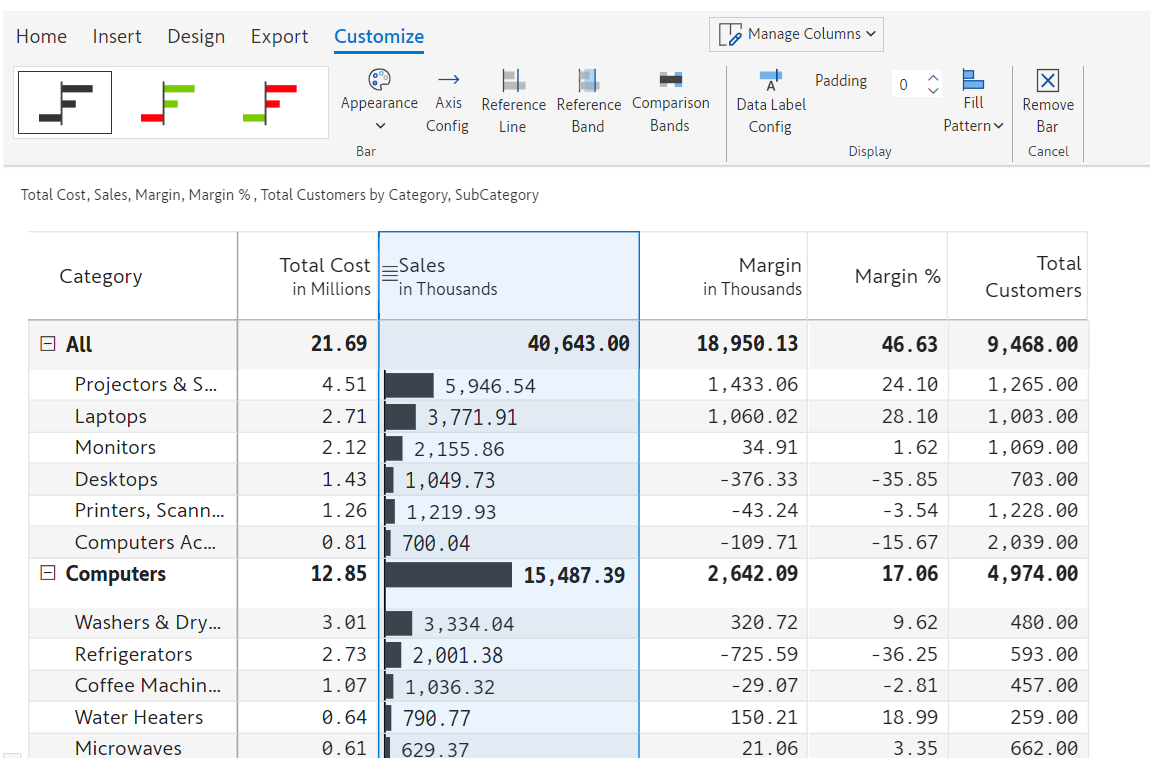 Home Insert Design Export Customize
Manage Columns
Appearance Axis Config Reference Line Reference Band Comparison Bands Data Label Config Padding 0 Fill Pattern Remove Bar
Bar Display Cancel
Total Cost, Sales, Margin, Margin % , Total Customers by Category, SubCategory
Category Total Cost in Millions Sales in Thousands Margin in Thousands Margin % Total Customers
All 21.69 40,643.00 18,950.13 46.63 9,468.00
Projectors & S... 4.51 5,946.54 1,433.06 24.10 1,265.00
Laptops 2.71 3,771.91 1,060.02 28.10 1,003.00
Monitors 2.12 2,155.86 34.91 1.62 1,069.00
Desktops 1.43 1,049.73 -376.33 -35.85 703.00
Printers, Scann... 1.26 1,219.93 -43.24 -3.54 1,228.00
Computers Ac... 0.81 700.04 -109.71 -15.67 2,039.00
Computers 12.85 15,487.39 2,642.09 17.06 4,974.00
Washers & Dry... 3.01 3,334.04 320.72 9.62 480.00
Refrigerators 2.73 2,001.38 -725.59 -36.25 593.00
Coffee Machin... 1.07 1,036.32 -29.07 -2.81 457.00
Water Heaters 0.64 790.77 150.21 18.99 259.00
Microwaves 0.61 629.37 21.06 3.35 662.00